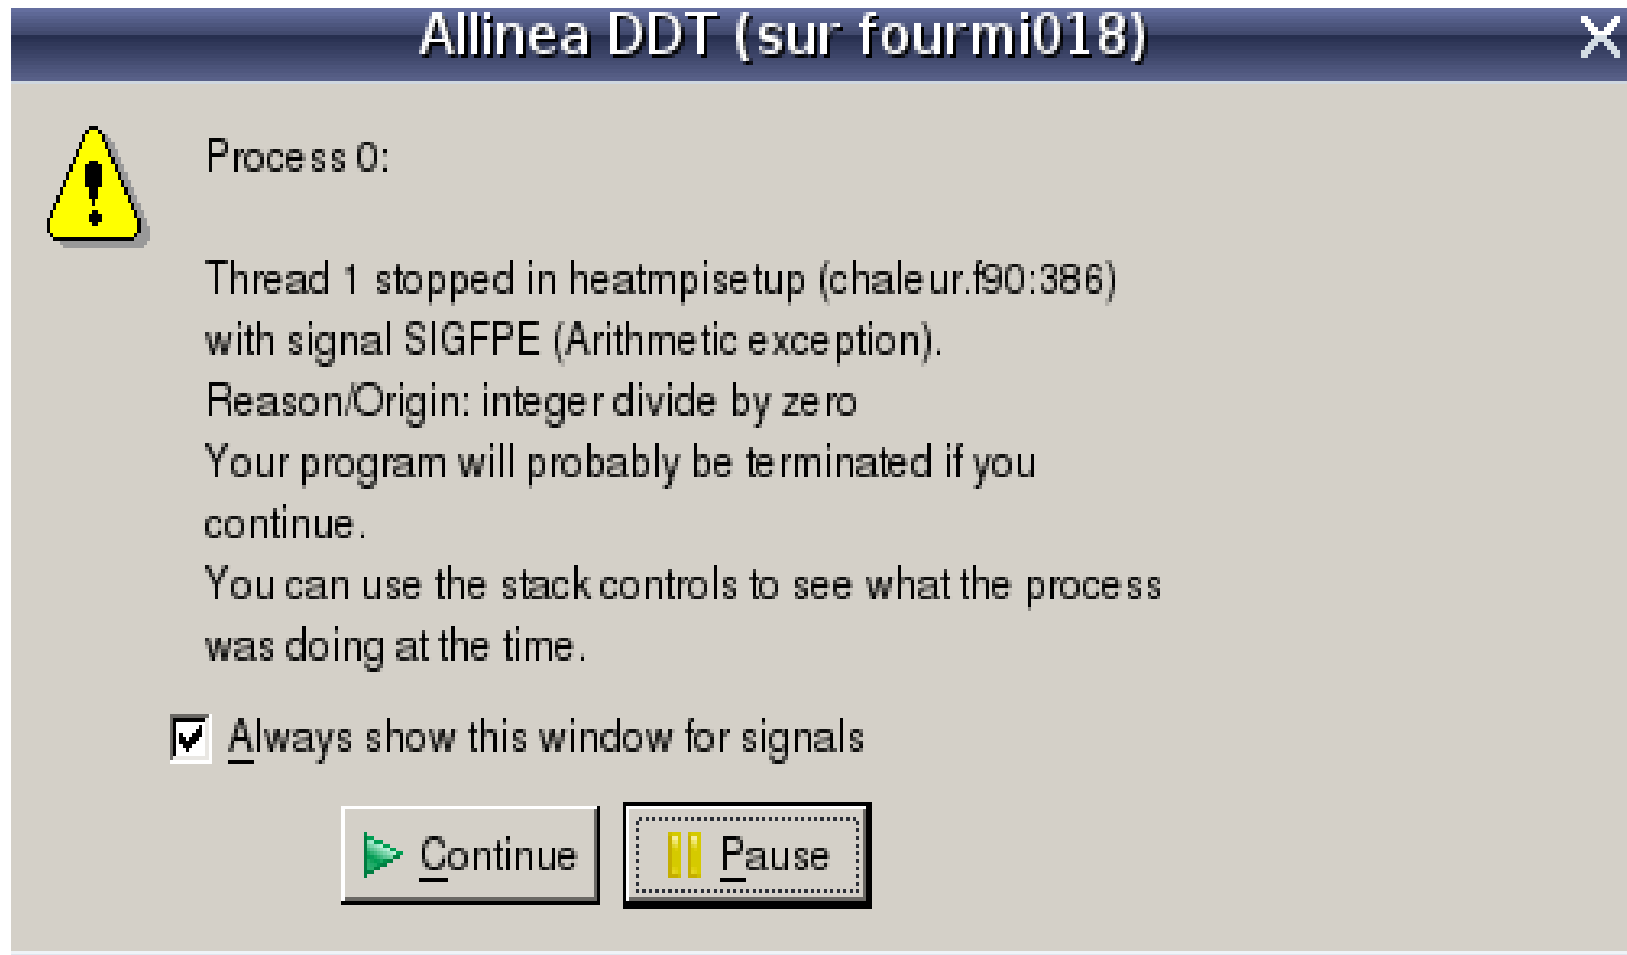 Allinea DDT (sur fourmi018)
Process 0:
Thread 1 stopped in heatmpisetup (chaleur.f90:386)
with signal SIGFPE (Arithmetic exception).
Reason/Origin: integer divide by zero
Your program will probably be terminated if you
continue.
You can use the stack controls to see what the process
was doing at the time.
Always show this window for signals
Continue
Pause